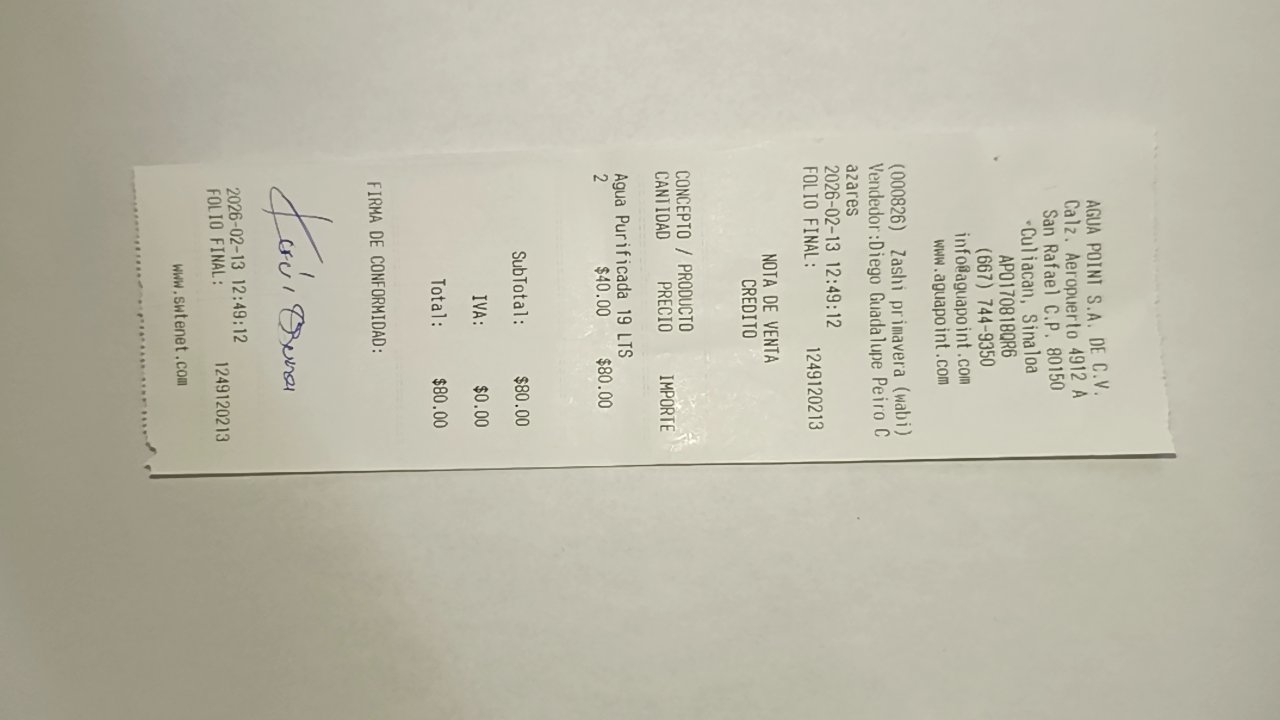 AGUA POINT S.A. DE C.V.
Calz. Aeropuerto 4912 A
San Rafael C.P. 80150
Culiacan, Sinaloa
APO170818QR6
(667) 744-9350
info@aguapoint.com
www.aguapoint.com
(000826) Zashi primavera (wabi)
Vendedor:Diego Guadalupe Peiro C
azares
2026-02-13 12:49:12
FOLIO FINAL: 1249120213
NOTA DE VENTA
CREDITO
CONCEPTO / PRODUCTO
CANTIDAD PRECIO IMPORTE
Agua Purificada 19 LTS
2 $40.00 $80.00
SubTotal: $80.00
IVA: $0.00
Total: $80.00
FIRMA DE CONFORMIDAD:
2026-02-13 12:49:12
FOLIO FINAL: 1249120213
www.swtenet.com